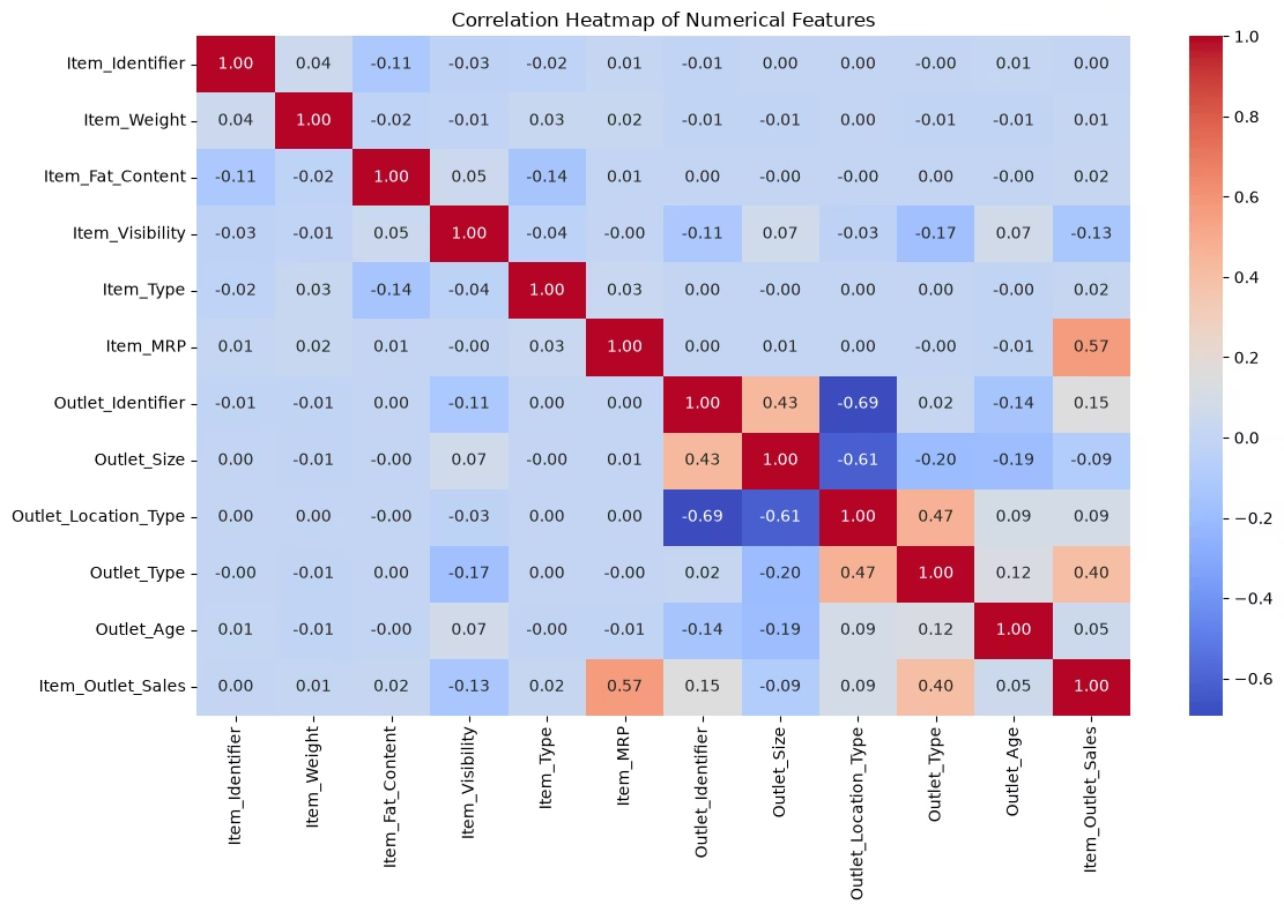 Correlation Heatmap of Numerical Features
Item_Identifier 1.00 0.04 -0.11 -0.03 -0.02 0.01 -0.01 0.00 0.00 -0.00 0.01 0.00
Item_Weight 0.04 1.00 -0.02 -0.01 0.03 0.02 -0.01 -0.01 0.00 -0.01 -0.01 0.01
Item_Fat_Content -0.11 -0.02 1.00 0.05 -0.14 0.01 0.00 -0.00 -0.00 0.00 -0.00 0.02
Item_Visibility -0.03 -0.01 0.05 1.00 -0.04 -0.00 -0.11 0.07 -0.03 -0.17 0.07 -0.13
Item_Type -0.02 0.03 -0.14 -0.04 1.00 0.03 0.00 -0.00 0.00 0.00 -0.00 0.02
Item_MRP 0.01 0.02 0.01 -0.00 0.03 1.00 0.00 0.01 0.00 -0.00 -0.01 0.57
Outlet_Identifier -0.01 -0.01 0.00 -0.11 0.00 0.00 1.00 0.43 -0.69 0.02 -0.14 0.15
Outlet_Size 0.00 -0.01 -0.00 0.07 -0.00 0.01 0.43 1.00 -0.61 -0.20 -0.19 -0.09
Outlet_Location_Type 0.00 0.00 -0.00 -0.03 0.00 0.00 -0.69 -0.61 1.00 0.47 0.09 0.09
Outlet_Type -0.00 -0.01 0.00 -0.17 0.00 -0.00 0.02 -0.20 0.47 1.00 0.12 0.40
Outlet_Age 0.01 -0.01 -0.00 0.07 -0.00 -0.01 -0.14 -0.19 0.09 0.12 1.00 0.05
Item_Outlet_Sales 0.00 0.01 0.02 -0.13 0.02 0.57 0.15 -0.09 0.09 0.40 0.05 1.00
Item_Identifier
Item_Weight
Item_Fat_Content
Item_Visibility
Item_Type
Item_MRP
Outlet_Identifier
Outlet_Size
Outlet_Location_Type
Outlet_Type
Outlet_Age
Item_Outlet_Sales
1.0
0.8
0.6
0.4
0.2
0.0
−0.2
−0.4
−0.6